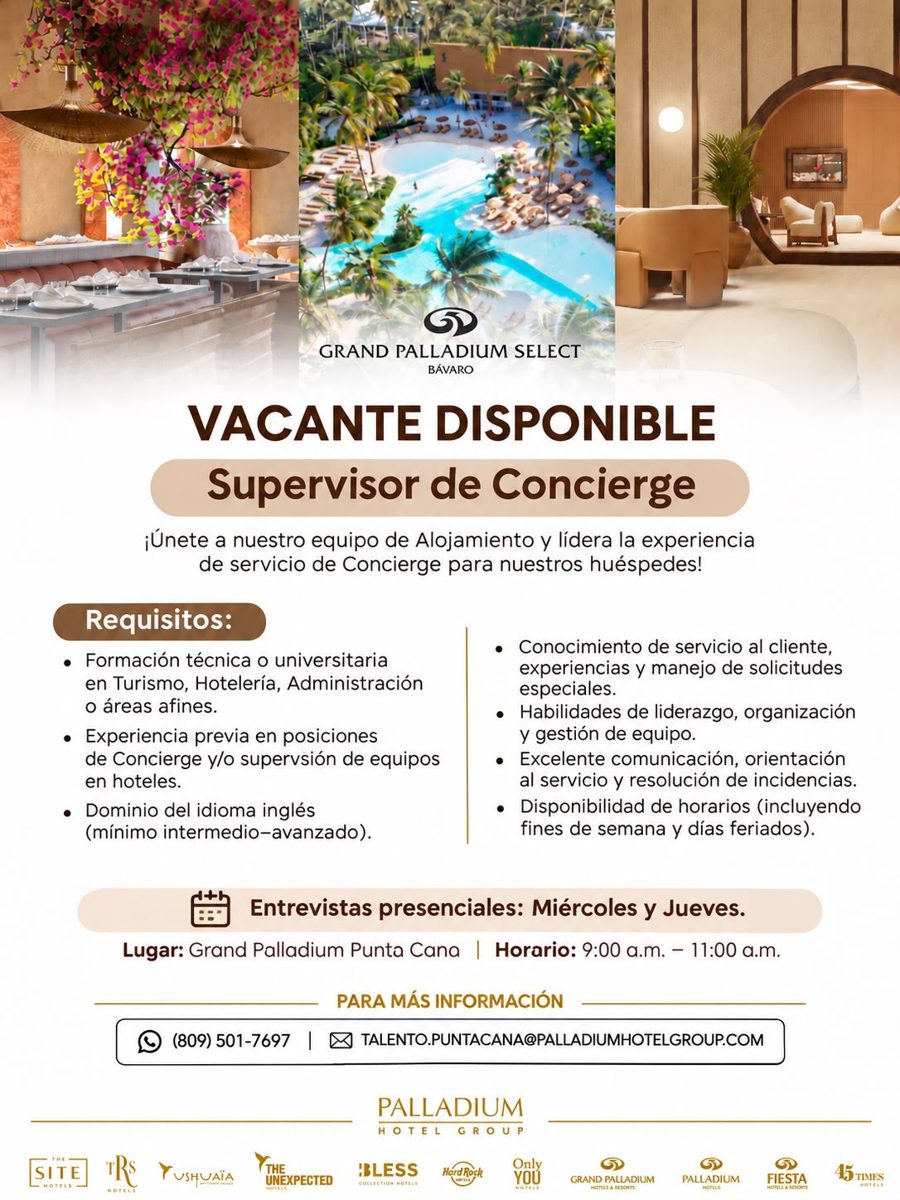 GRAND PALLADIUM SELECT
BÁVARO
VACANTE DISPONIBLE
Supervisor de Concierge
¡Únete a nuestro equipo de Alojamiento y lídera la experiencia
de servicio de Concierge para nuestros huéspedes!
Requisitos:
• Formación técnica o universitaria
en Turismo, Hotelería, Administración
o áreas afines.
• Experiencia previa en posiciones
de Concierge y/o supervsión de equipos
en hoteles.
• Dominio del idioma inglés
(mínimo intermedio–avanzado).
• Conocimiento de servicio al cliente,
experiencias y manejo de solicitudes
especiales.
• Habilidades de liderazgo, organización
y gestión de equipo.
• Excelente comunicación, orientación
al servicio y resolución de incidencias.
• Disponibilidad de horarios (incluyendo
fines de semana y días feriados).
Entrevistas presenciales: Miércoles y Jueves.
Lugar: Grand Palladium Punta Cana | Horario: 9:00 a.m. – 11:00 a.m.
PARA MÁS INFORMACIÓN
(809) 501-7697 | TALENTO.PUNTACANA@PALLADIUMHOTELGROUP.COM
PALLADIUM
HOTEL GROUP
THE
SITE
HOTELS
TRS
HOTELS
USHUAÏA
THE
UNEXPECTED
HOTELS
BLESS
COLLECTION HOTELS
Hard Rock
HOTELS
Only
YOU
HOTELS
GRAND PALLADIUM
HOTELS & RESORTS
PALLADIUM
HOTELS
FIESTA
HOTELS & RESORTS
45 TIMES
HOTELS